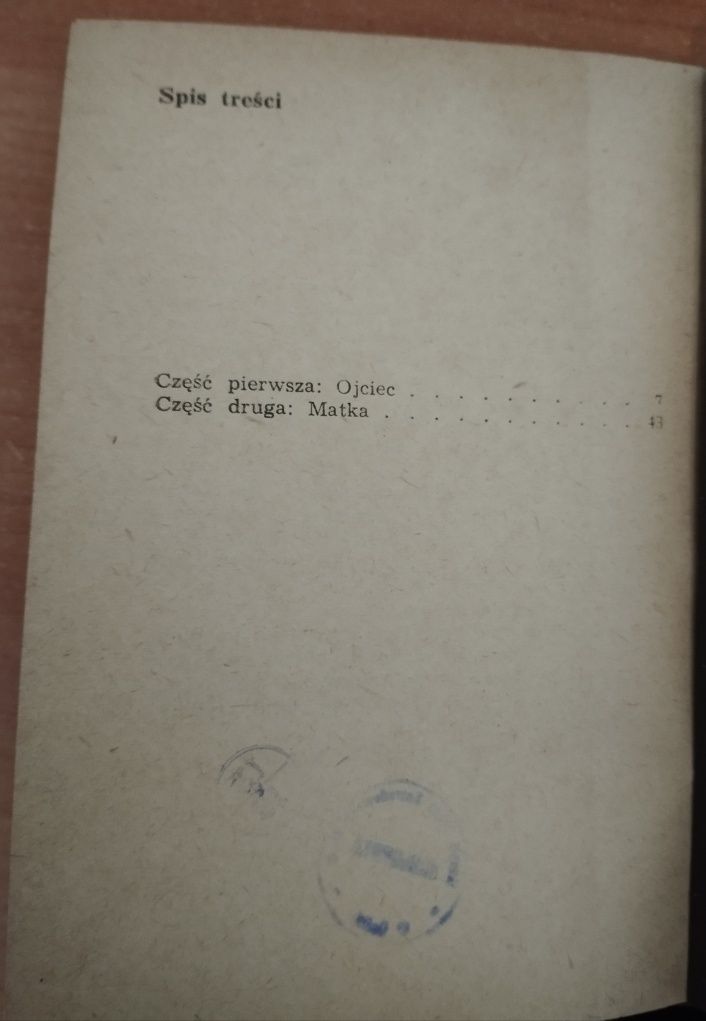 Spis treści
Część pierwsza: Ojciec . . . . . . . . . . 7
Część druga: Matka . . . . . . . . . . . 43